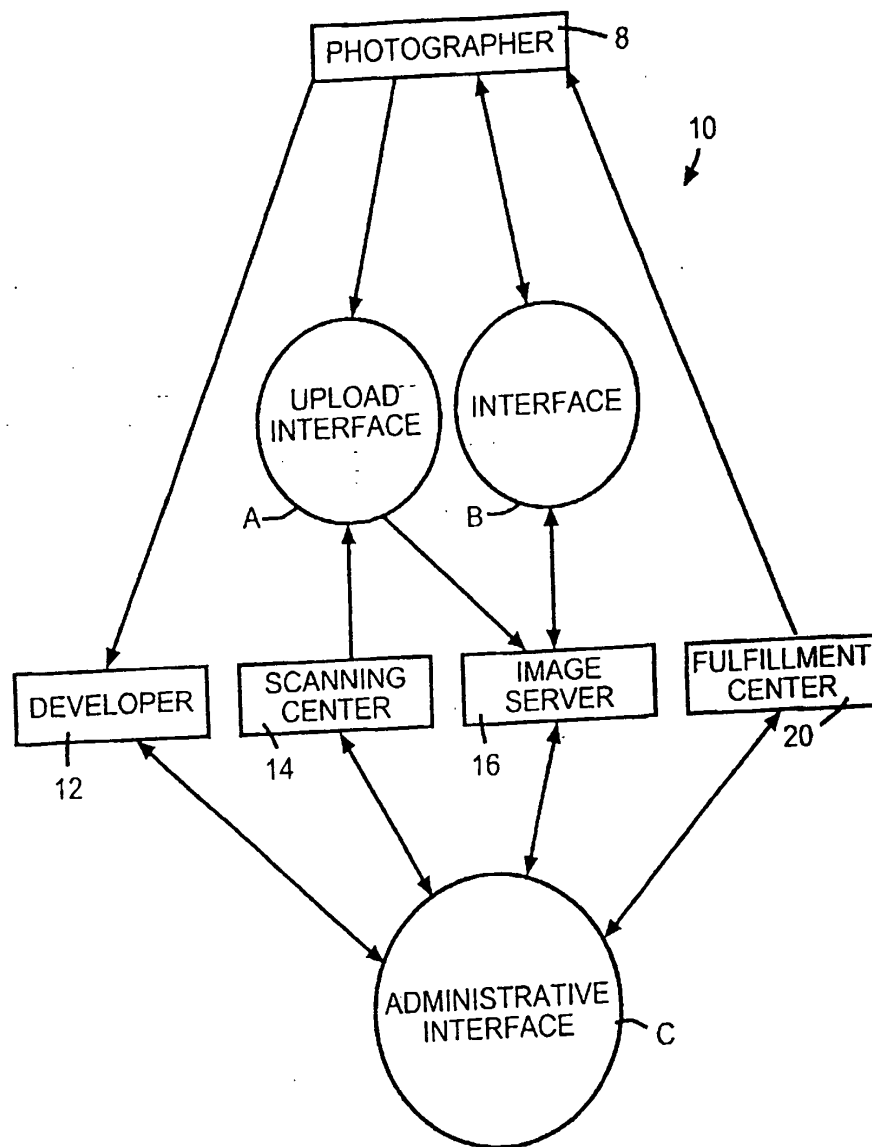 PHOTOGRAPHER
8
10
UPLOAD
INTERFACE
INTERFACE
A
B
DEVELOPER
SCANNING
CENTER
IMAGE
SERVER
FULFILLMENT
CENTER
12
14
16
20
ADMINISTRATIVE
INTERFACE
C